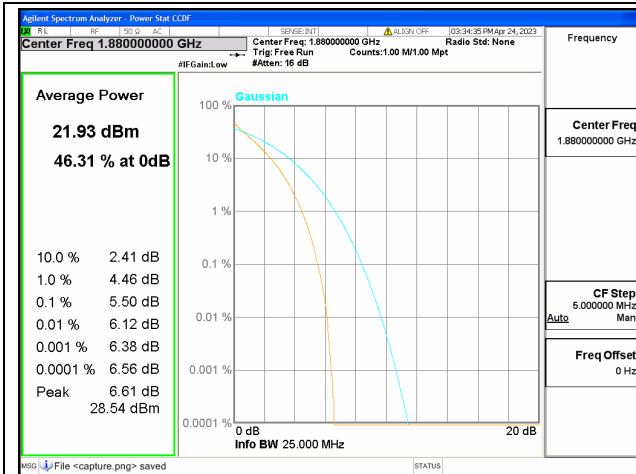 Agilent Spectrum Analyzer - Power Stat CCDF
RL RF 50 Ω AC SENSE:INT ALIGN OFF 03:34:35 PM Apr 24, 2023
Center Freq 1.880000000 GHz
Center Freq: 1.880000000 GHz Radio Std: None
Trig: Free Run Counts:1.00 M/1.00 Mpt
#IFGain:Low #Atten: 16 dB
Frequency
Average Power
21.93 dBm
46.31 % at 0dB
10.0 % 2.41 dB
1.0 % 4.46 dB
0.1 % 5.50 dB
0.01 % 6.12 dB
0.001 % 6.38 dB
0.0001 % 6.56 dB
Peak 6.61 dB
28.54 dBm
Gaussian
100 %
10 %
1 %
0.1 %
0.01 %
0.001 %
0.0001 %
0 dB 20 dB
Info BW 25.000 MHz
Center Freq
1.880000000 GHz
CF Step
5.000000 MHz
Auto Man
Freq Offset
0 Hz
MSG File <capture.png> saved STATUS